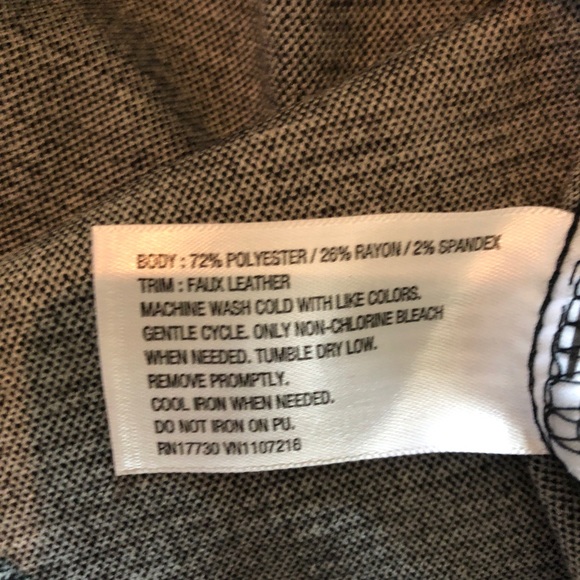 BODY : 72% POLYESTER / 26% RAYON / 2% SPANDEX
TRIM : FAUX LEATHER
MACHINE WASH COLD WITH LIKE COLORS.
GENTLE CYCLE. ONLY NON-CHLORINE BLEACH
WHEN NEEDED. TUMBLE DRY LOW.
REMOVE PROMPTLY.
COOL IRON WHEN NEEDED.
DO NOT IRON ON PU.
RN17730 VN1107216